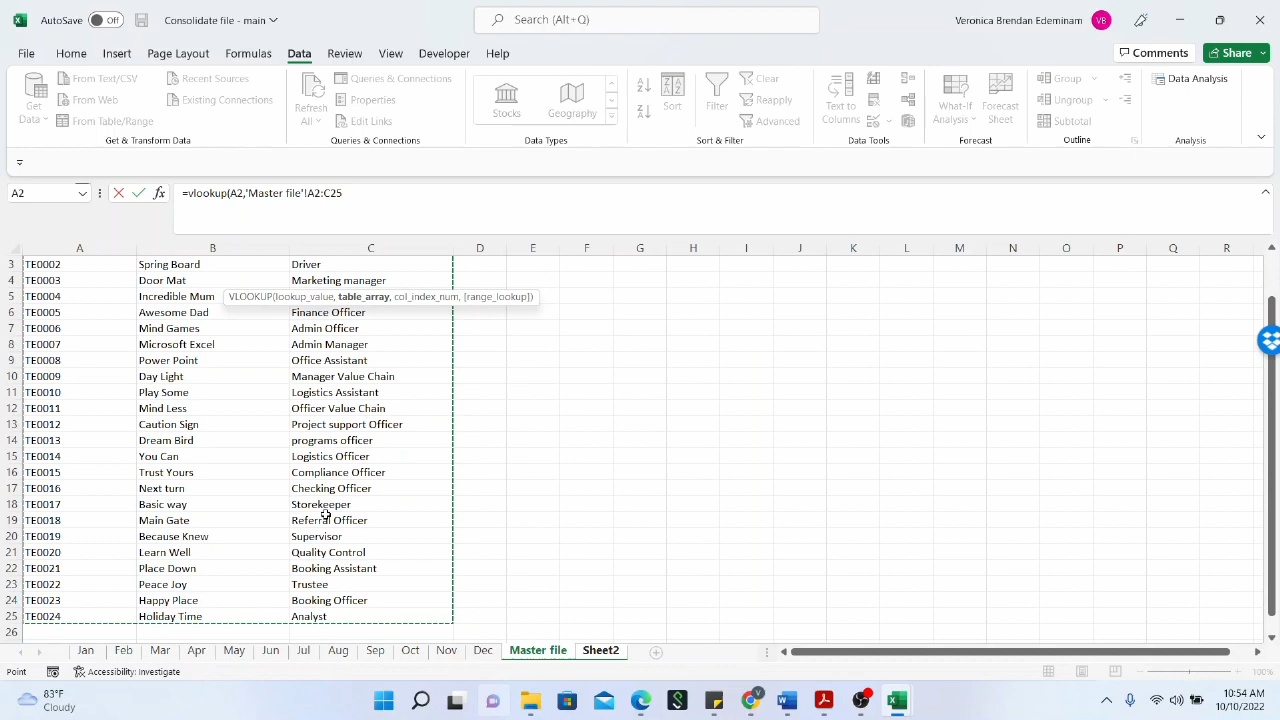 AutoSave Off Consolidate file - main Search (Alt+Q) Veronica Brendan Edeminam VB
File Home Insert Page Layout Formulas Data Review View Developer Help Comments Share
From Text/CSV Recent Sources Queries & Connections Clear Group Data Analysis
From Web Existing Connections Properties Reapply Ungroup
From Table/Range Edit Links Advanced Subtotal
Get Data Refresh All Stocks Geography Sort Filter Text to Columns What-If Analysis Forecast Sheet
Get & Transform Data Queries & Connections Data Types Sort & Filter Data Tools Forecast Outline Analysis
A2 fx =vlookup(A2,'Master file'!A2:C25
A B C D E F G H I J K L M N O P Q R
3 TE0002 Spring Board Driver
4 TE0003 Door Mat Marketing manager
5 TE0004 Incredible Mum VLOOKUP(lookup_value, table_array, col_index_num, [range_lookup])
6 TE0005 Awesome Dad Finance Officer
7 TE0006 Mind Games Admin Officer
8 TE0007 Microsoft Excel Admin Manager
9 TE0008 Power Point Office Assistant
10 TE0009 Day Light Manager Value Chain
11 TE0010 Play Some Logistics Assistant
12 TE0011 Mind Less Officer Value Chain
13 TE0012 Caution Sign Project support Officer
14 TE0013 Dream Bird programs officer
15 TE0014 You Can Logistics Officer
16 TE0015 Trust Yours Compliance Officer
17 TE0016 Next turn Checking Officer
18 TE0017 Basic way Storekeeper
19 TE0018 Main Gate Referral Officer
20 TE0019 Because Knew Supervisor
21 TE0020 Learn Well Quality Control
22 TE0021 Place Down Booking Assistant
23 TE0022 Peace Joy Trustee
24 TE0023 Happy Place Booking Officer
25 TE0024 Holiday Time Analyst
26
Jan Feb Mar Apr May Jun Jul Aug Sep Oct Nov Dec Master file Sheet2
Point Accessibility: Investigate 100%
83°F 10:54 AM
Cloudy 10/10/2022